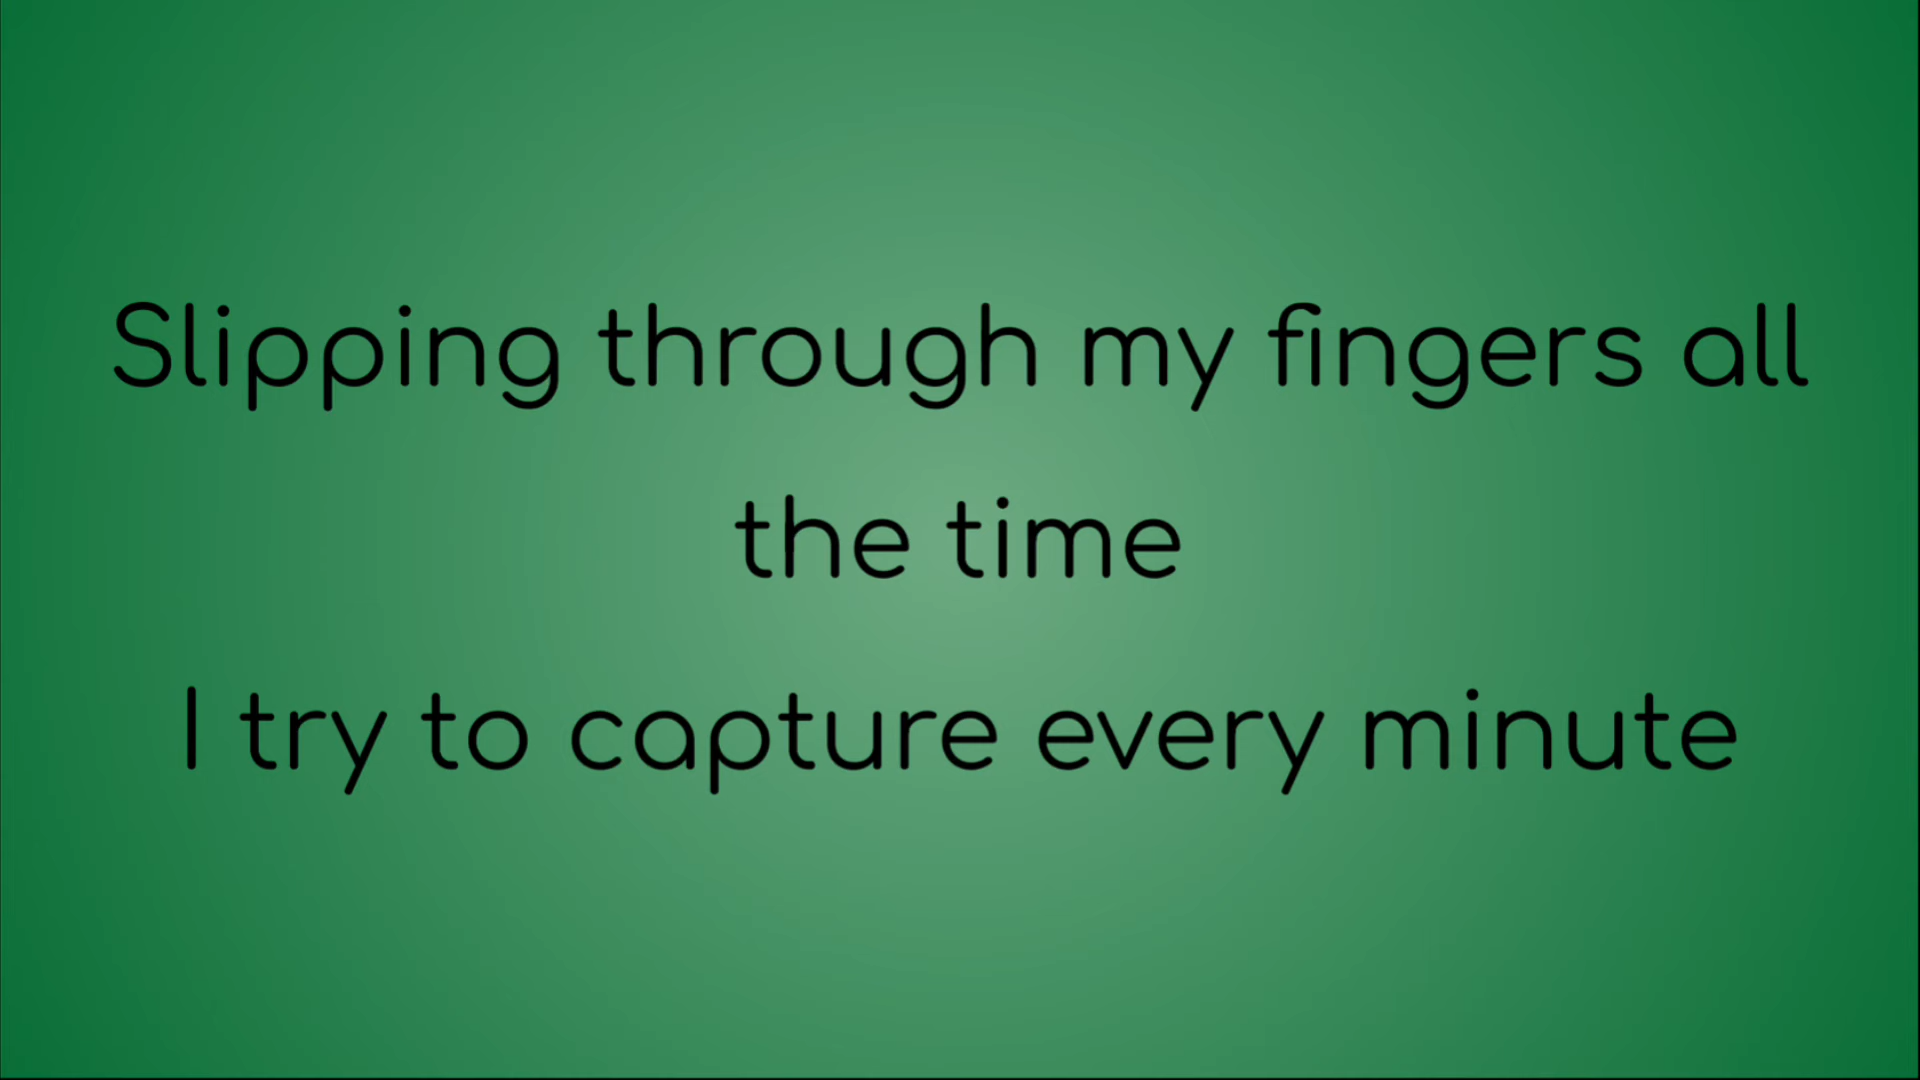 Slipping through my fingers all
the time
I try to capture every minute